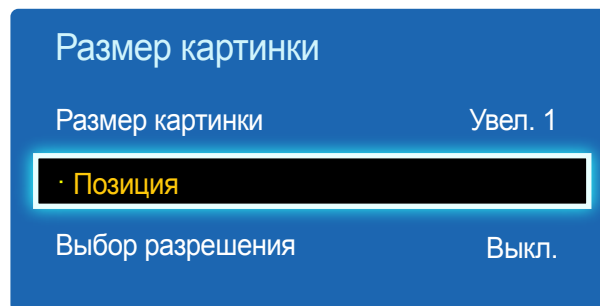 Размер картинки
Размер картинки Увел. 1
· Позиция
Выбор разрешения Выкл.